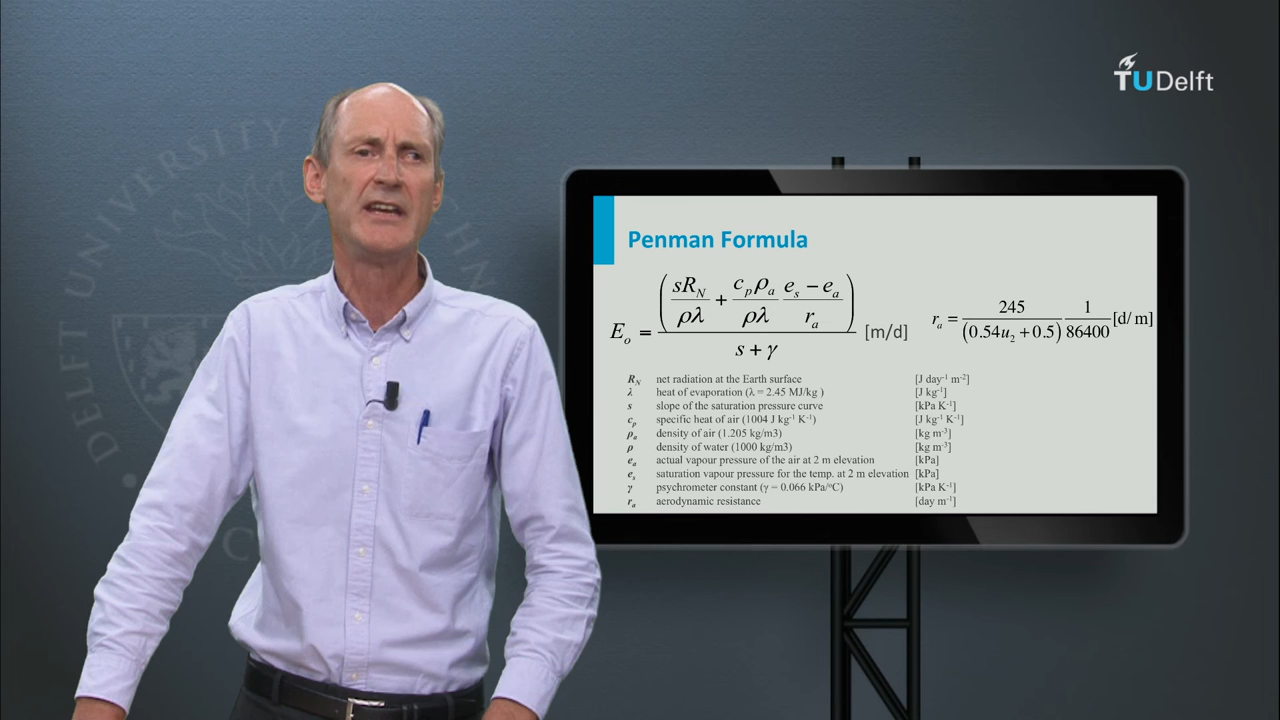 TUDelft
DELFT UNIVERSITY
Penman Formula
E_o = ( sR_N/ρλ + c_pρ_a/ρλ e_s − e_a/r_a ) / s + γ [m/d]
r_a = 245/(0.54u_2 + 0.5) 1/86400 [d/m]
R_N net radiation at the Earth surface [J day⁻¹ m⁻²]
λ heat of evaporation (λ = 2.45 MJ/kg ) [J kg⁻¹]
s slope of the saturation pressure curve [kPa K⁻¹]
c_p specific heat of air (1004 J kg⁻¹ K⁻¹) [J kg⁻¹ K⁻¹]
ρ_a density of air (1.205 kg/m3) [kg m⁻³]
ρ density of water (1000 kg/m3) [kg m⁻³]
e_a actual vapour pressure of the air at 2 m elevation [kPa]
e_s saturation vapour pressure for the temp. at 2 m elevation [kPa]
γ psychrometer constant (γ = 0.066 kPa/°C) [kPa K⁻¹]
r_a aerodynamic resistance [day m⁻¹]